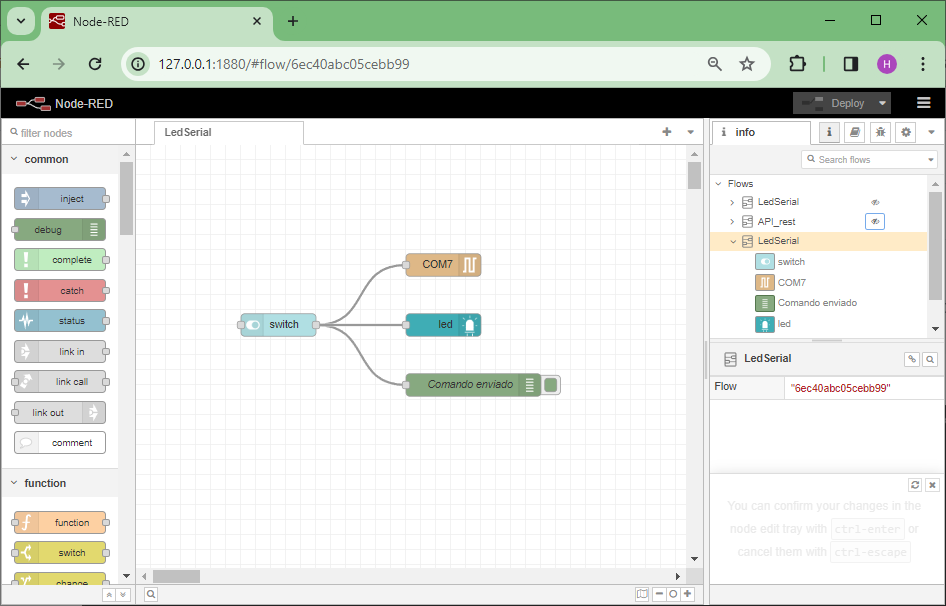 Node-RED
127.0.0.1:1880/#flow/6ec40abc05cebb99
H
Node-RED
Deploy
filter nodes
common
inject
debug
complete
catch
status
link in
link call
link out
comment
function
function
switch
change
LedSerial
switch
COM7
led
Comando enviado
info
Search flows
Flows
LedSerial
API_rest
LedSerial
switch
COM7
Comando enviado
led
LedSerial
Flow
"6ec40abc05cebb99"
You can confirm your changes in the
node edit tray with ctrl-enter or
cancel them with ctrl-escape